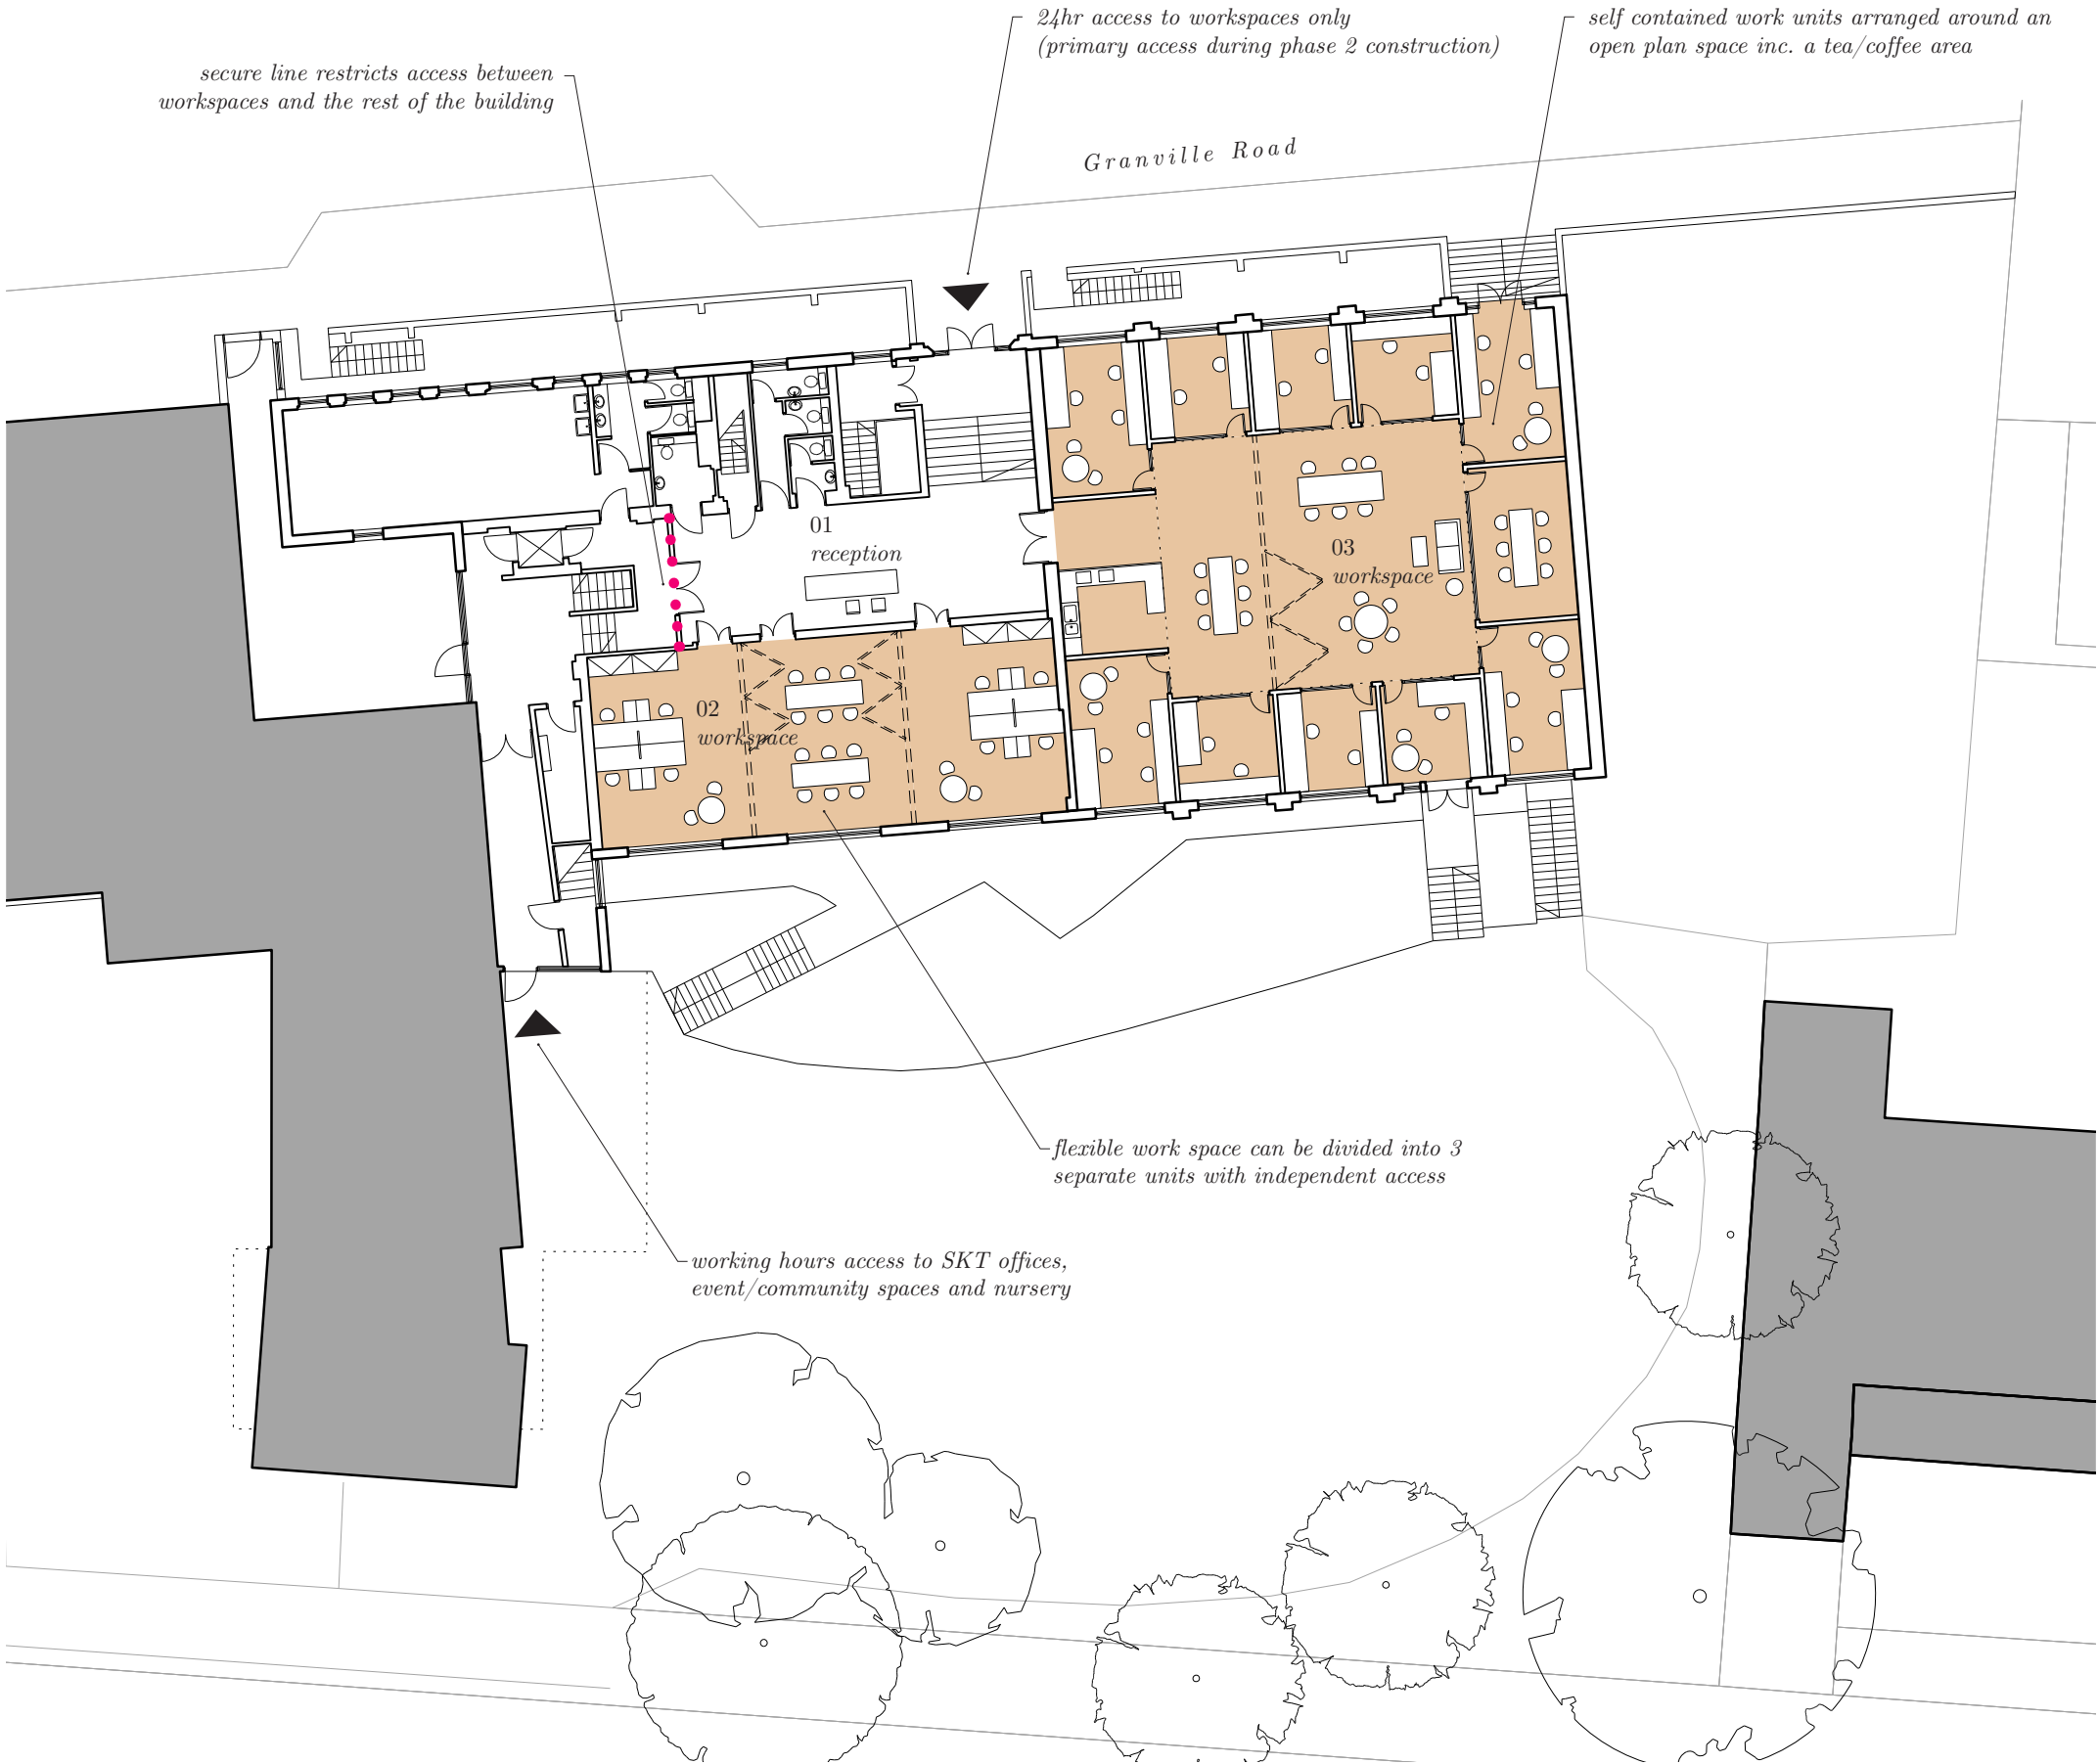 24hr access to workspaces only
(primary access during phase 2 construction)
self contained work units arranged around an
open plan space inc. a tea/coffee area
secure line restricts access between
workspaces and the rest of the building
Granville Road
01
reception
03
workspace
02
workspace
flexible work space can be divided into 3
separate units with independent access
working hours access to SKT offices,
event/community spaces and nursery